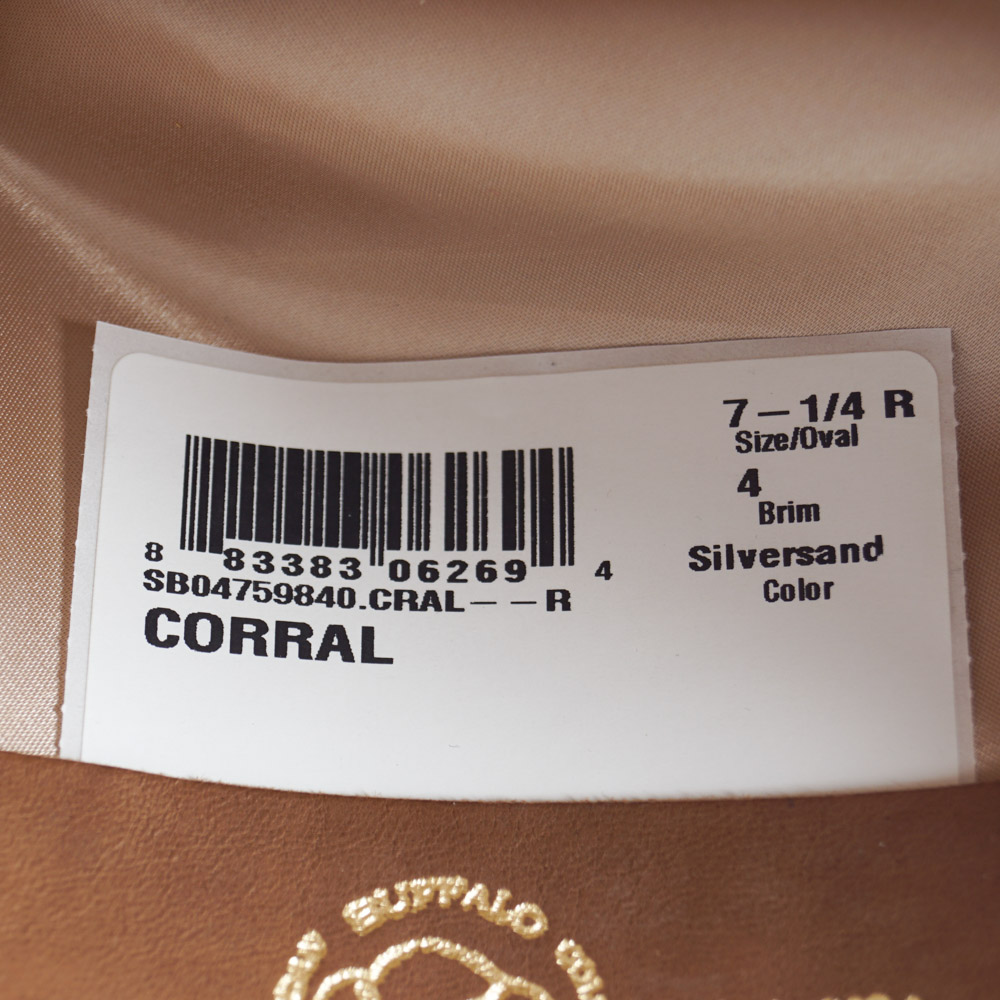 7-1/4 R
Size/Oval
4
Brim
Silversand
Color
8 83383 06269 4
SB04759840.CRAL--R
CORRAL
BUFFALO